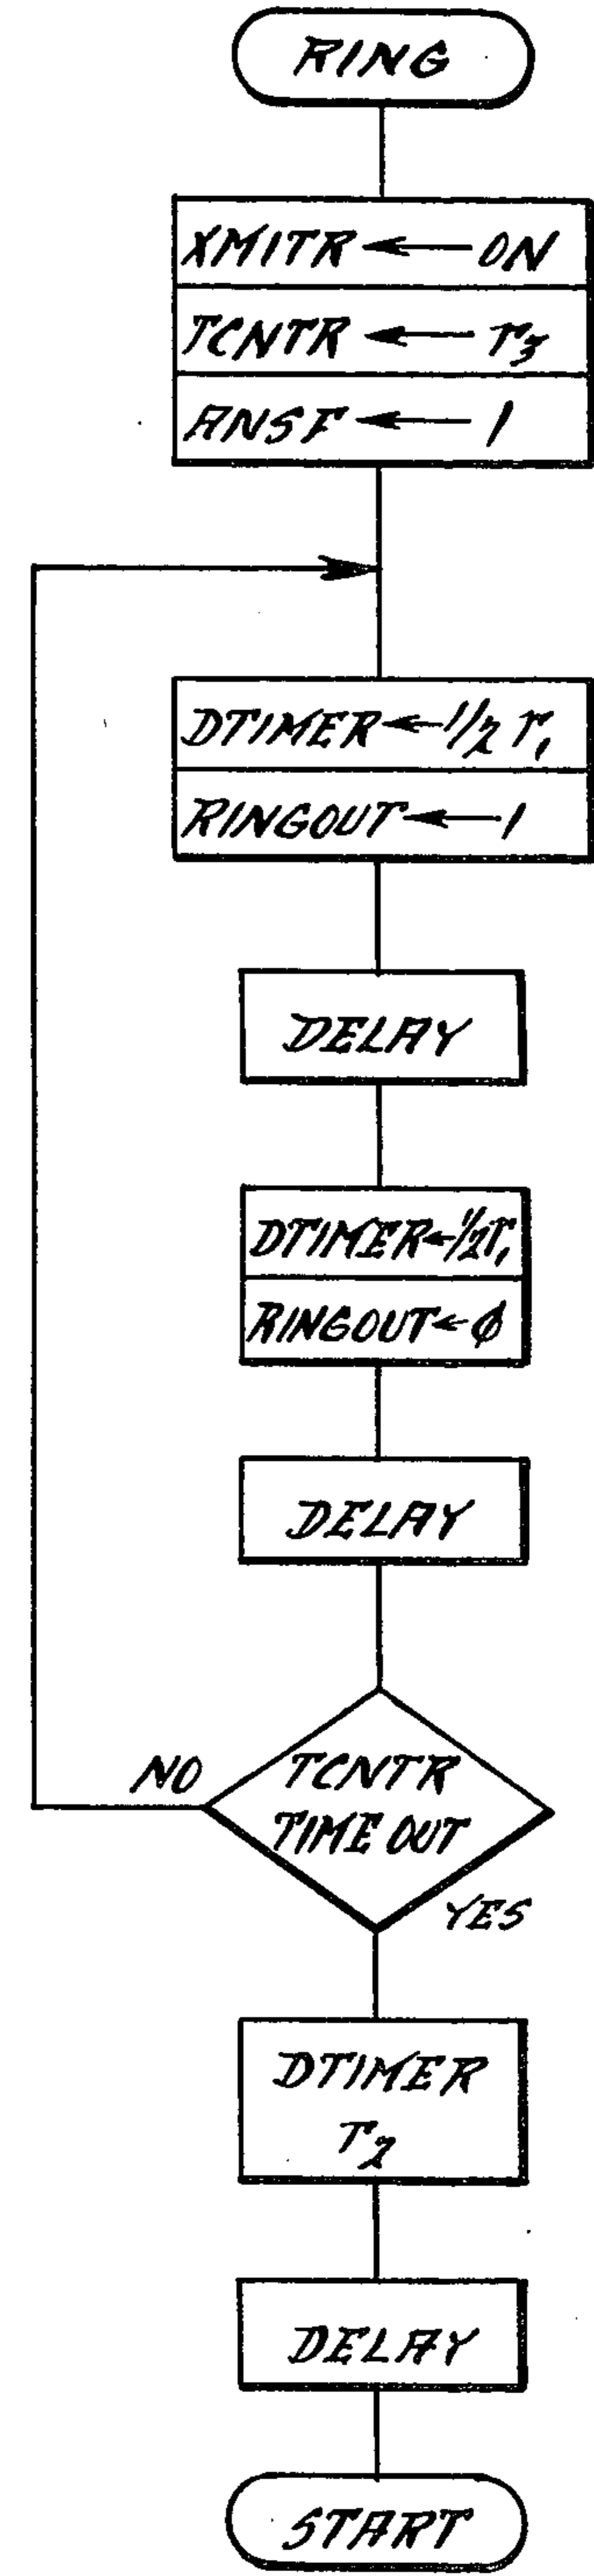 RING
XMITR ← ON
TCNTR ← T3
ANSF ← 1
DTIMER ← 1/2 T1
RINGOUT ← 1
DELAY
DTIMER ← 1/2 T1
RINGOUT ← ϕ
DELAY
NO
TCNTR
TIME OUT
YES
DTIMER
T2
DELAY
START